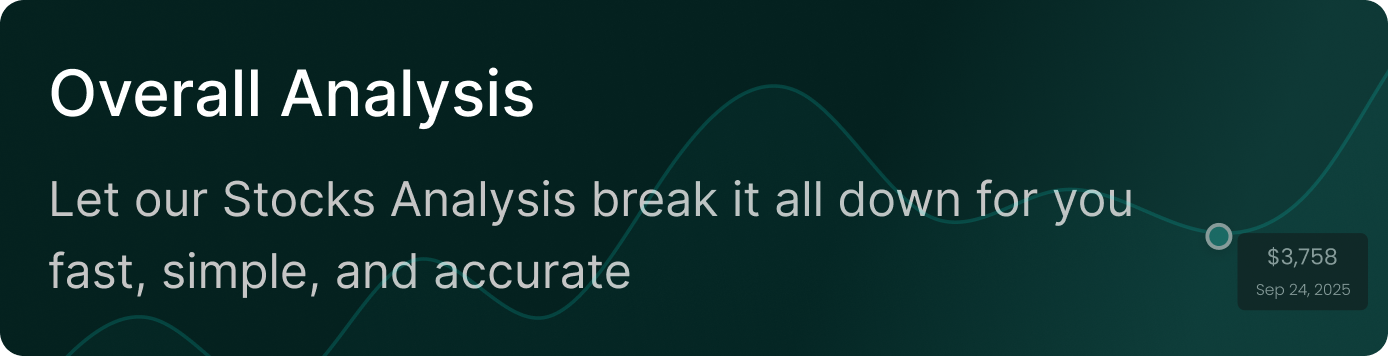 Overall Analysis
Let our Stocks Analysis break it all down for you
fast, simple, and accurate
$3,758
Sep 24, 2025